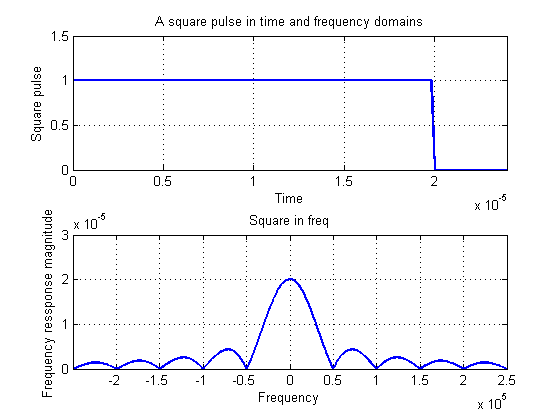 A square pulse in time and frequency domains
1.5
1
0.5
0
Square pulse
0 0.5 1 1.5 2
Time
x 10^-5
Square in freq
x 10^-5
3
2
1
0
Frequency ressponse magnitude
-2 -1.5 -1 -0.5 0 0.5 1 1.5 2 2.5
Frequency
x 10^5